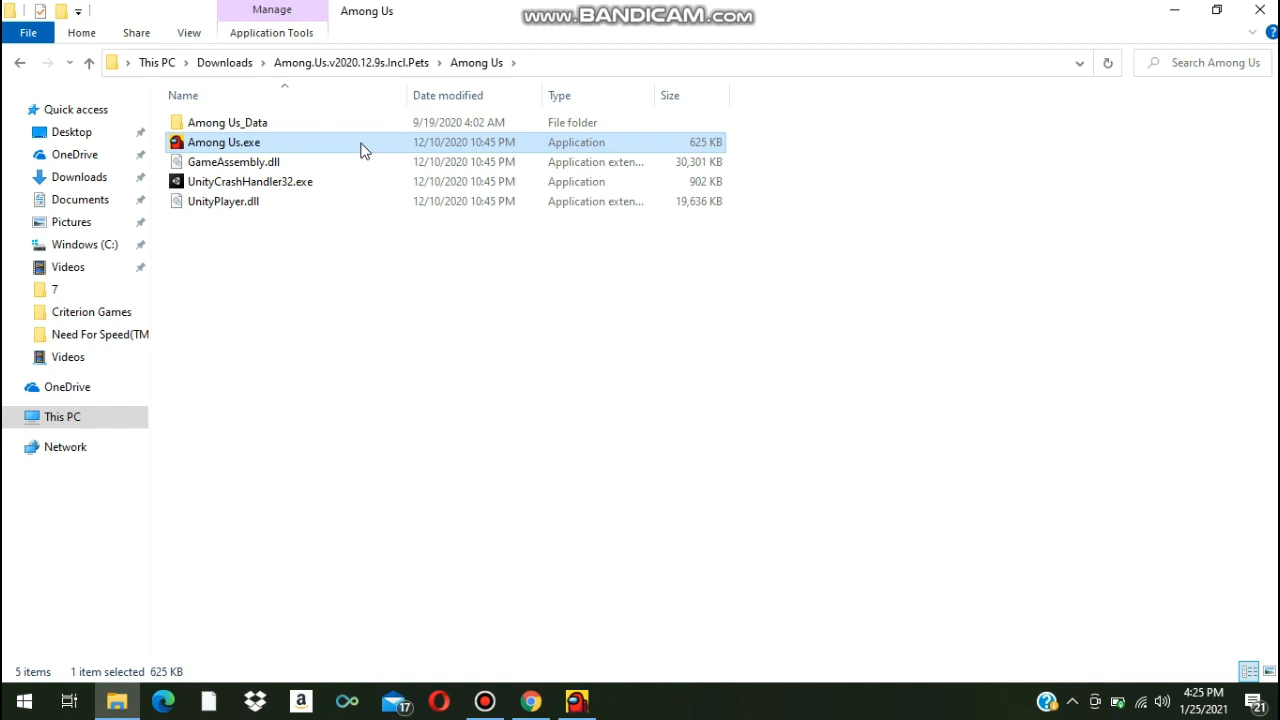 Manage
Among Us
www.BANDICAM.com
File
Home
Share
View
Application Tools
This PC
Downloads
Among.Us.v2020.12.9s.Incl.Pets
Among Us
Search Among Us
Name
Date modified
Type
Size
Among Us_Data 9/19/2020 4:02 AM File folder
Among Us.exe 12/10/2020 10:45 PM Application 625 KB
GameAssembly.dll 12/10/2020 10:45 PM Application exten... 30,301 KB
UnityCrashHandler32.exe 12/10/2020 10:45 PM Application 902 KB
UnityPlayer.dll 12/10/2020 10:45 PM Application exten... 19,636 KB
Quick access
Desktop
OneDrive
Downloads
Documents
Pictures
Windows (C:)
Videos
7
Criterion Games
Need For Speed(TM
Videos
OneDrive
This PC
Network
5 items 1 item selected 625 KB
a
17
4:25 PM
1/25/2021
21